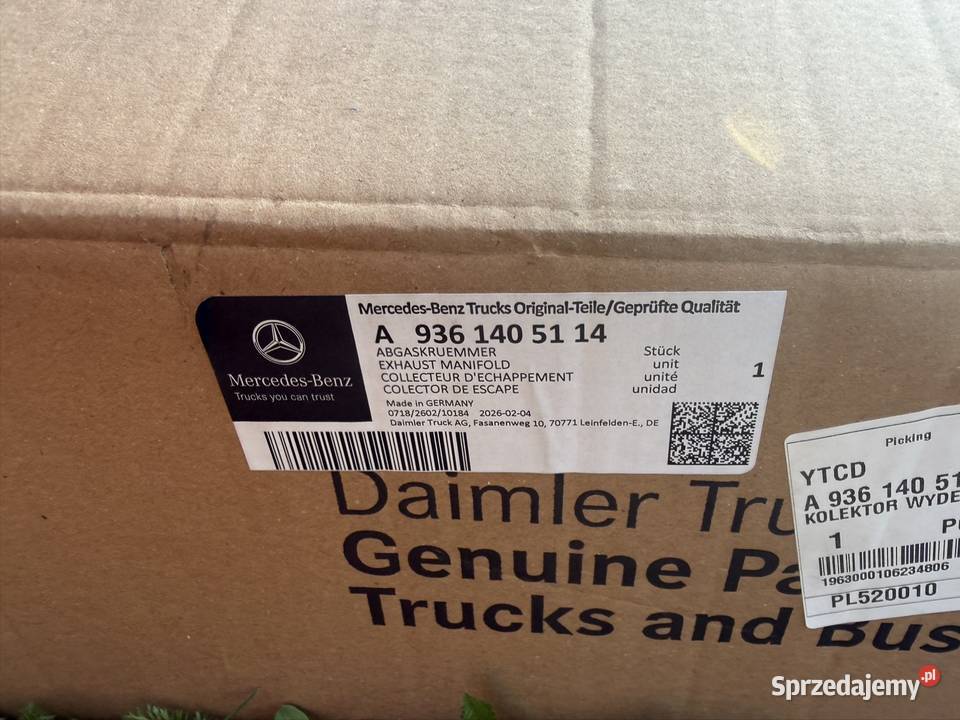 Mercedes-Benz Trucks Original-Teile/Geprüfte Qualität
A 936 140 51 14
ABGASKRUEMMER Stück
EXHAUST MANIFOLD unit
COLLECTEUR D'ECHAPPEMENT unité
COLECTOR DE ESCAPE unidad
1
Made in GERMANY
0718/2602/10184 2026-02-04
Daimler Truck AG, Fasanenweg 10, 70771 Leinfelden-E., DE
Mercedes-Benz
Trucks you can trust
Daimler Tru
Genuine Pa
Trucks and Bus
Picking
YTCD
A 936 140 51
KOLEKTOR WYDE
1 P
1963000106234806
PL520010
Sprzedajemy.pl